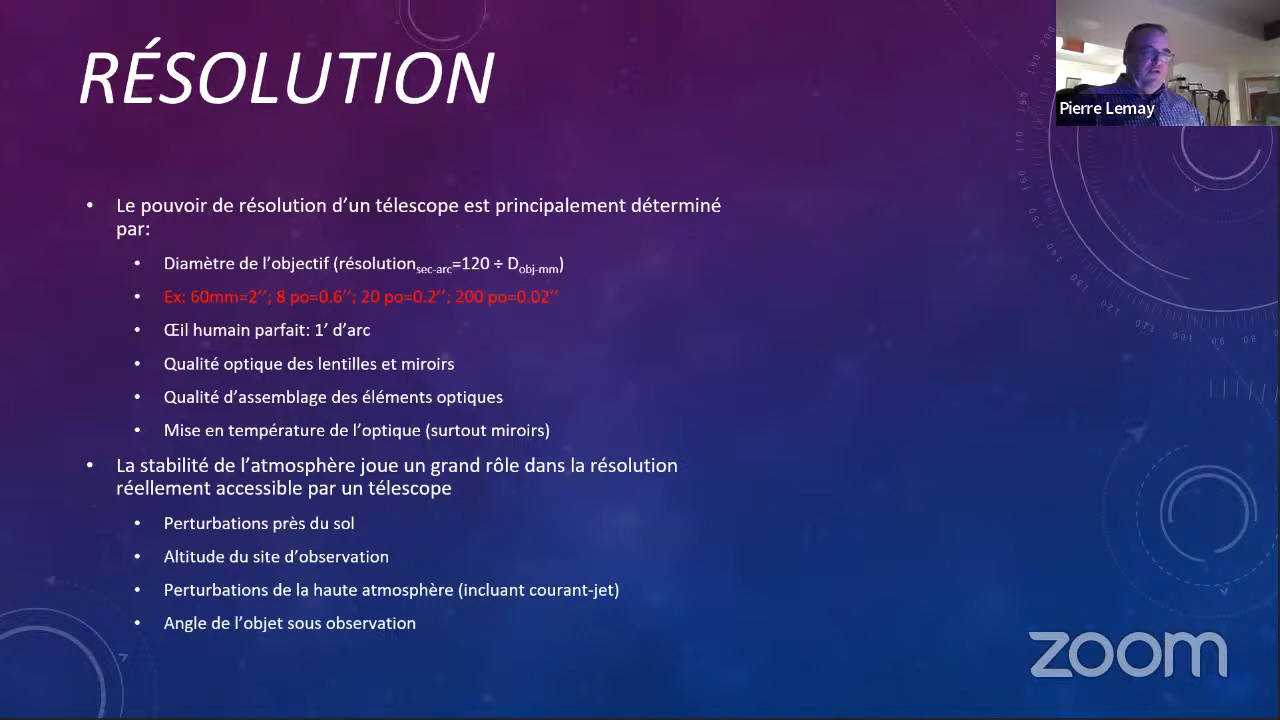 RÉSOLUTION
Pierre Lemay
• Le pouvoir de résolution d’un télescope est principalement déterminé
par:
• Diamètre de l’objectif (résolution sec-arc=120 ÷ D obj-mm)
• Ex: 60mm=2’’; 8 po=0.6’’; 20 po=0.2’’; 200 po=0.02’’
• Œil humain parfait: 1’ d’arc
• Qualité optique des lentilles et miroirs
• Qualité d’assemblage des éléments optiques
• Mise en température de l’optique (surtout miroirs)
• La stabilité de l’atmosphère joue un grand rôle dans la résolution
réellement accessible par un télescope
• Perturbations près du sol
• Altitude du site d’observation
• Perturbations de la haute atmosphère (incluant courant-jet)
• Angle de l’objet sous observation
zoom